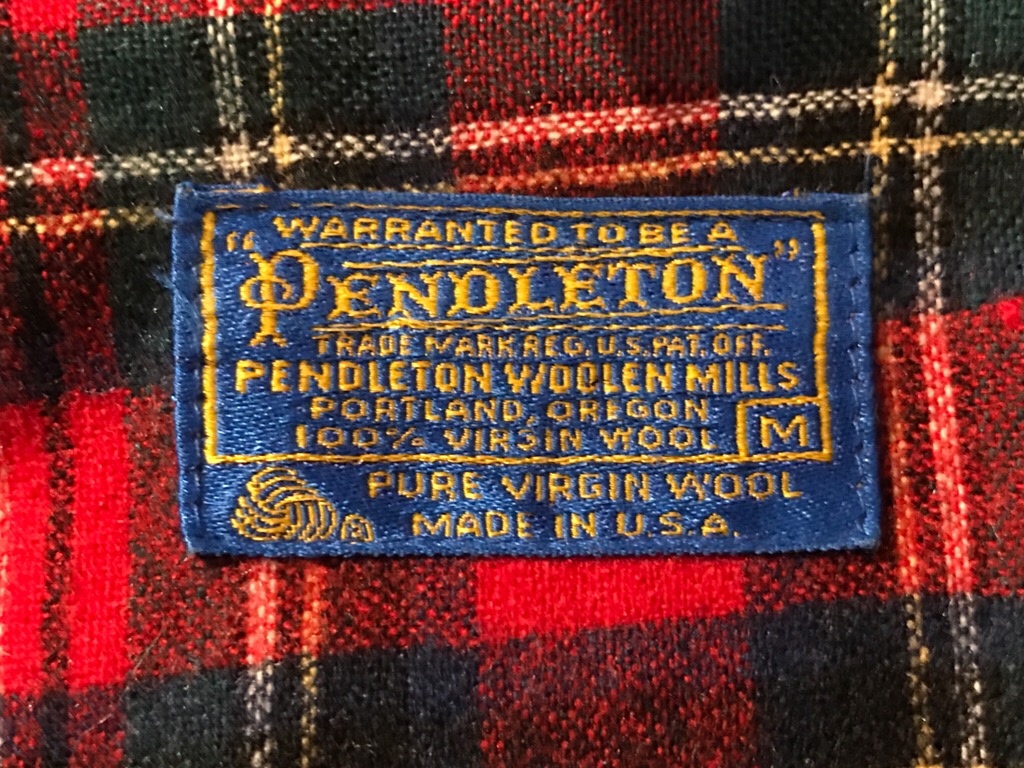 "WARRANTED TO BE A
PENDLETON"
TRADE MARK REG. U.S. PAT. OFF.
PENDLETON WOOLEN MILLS
PORTLAND, OREGON
100% VIRGIN WOOL M
PURE VIRGIN WOOL
R MADE IN U.S.A.